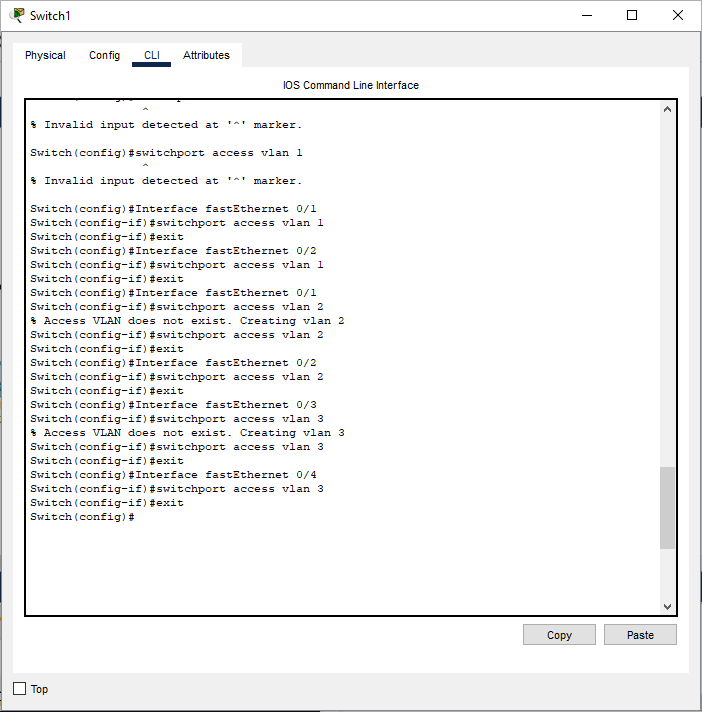 Switch1
Physical Config CLI Attributes
IOS Command Line Interface
^
% Invalid input detected at '^' marker.
Switch(config)#switchport access vlan 1
^
% Invalid input detected at '^' marker.
Switch(config)#Interface fastEthernet 0/1
Switch(config-if)#switchport access vlan 1
Switch(config-if)#exit
Switch(config)#Interface fastEthernet 0/2
Switch(config-if)#switchport access vlan 1
Switch(config-if)#exit
Switch(config)#Interface fastEthernet 0/1
Switch(config-if)#switchport access vlan 2
% Access VLAN does not exist. Creating vlan 2
Switch(config-if)#switchport access vlan 2
Switch(config-if)#exit
Switch(config)#Interface fastEthernet 0/2
Switch(config-if)#switchport access vlan 2
Switch(config-if)#exit
Switch(config)#Interface fastEthernet 0/3
Switch(config-if)#switchport access vlan 3
% Access VLAN does not exist. Creating vlan 3
Switch(config-if)#switchport access vlan 3
Switch(config-if)#exit
Switch(config)#Interface fastEthernet 0/4
Switch(config-if)#switchport access vlan 3
Switch(config-if)#exit
Switch(config)#
Copy Paste
Top